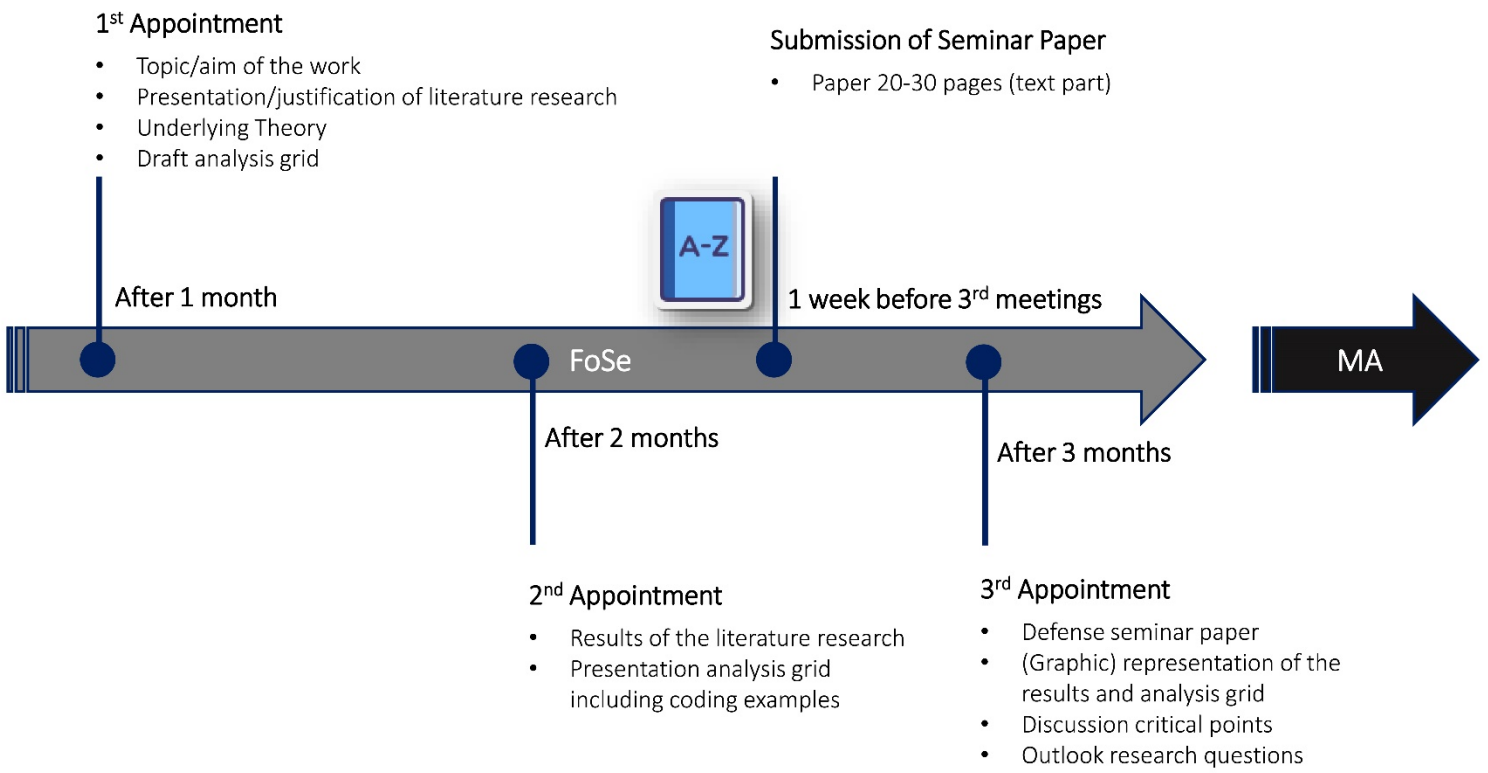 1st Appointment
• Topic/aim of the work
• Presentation/justification of literature research
• Underlying Theory
• Draft analysis grid
Submission of Seminar Paper
• Paper 20-30 pages (text part)
A-Z
After 1 month
1 week before 3rd meetings
FoSe
MA
After 2 months
After 3 months
2nd Appointment
• Results of the literature research
• Presentation analysis grid
including coding examples
3rd Appointment
• Defense seminar paper
• (Graphic) representation of the
results and analysis grid
• Discussion critical points
• Outlook research questions